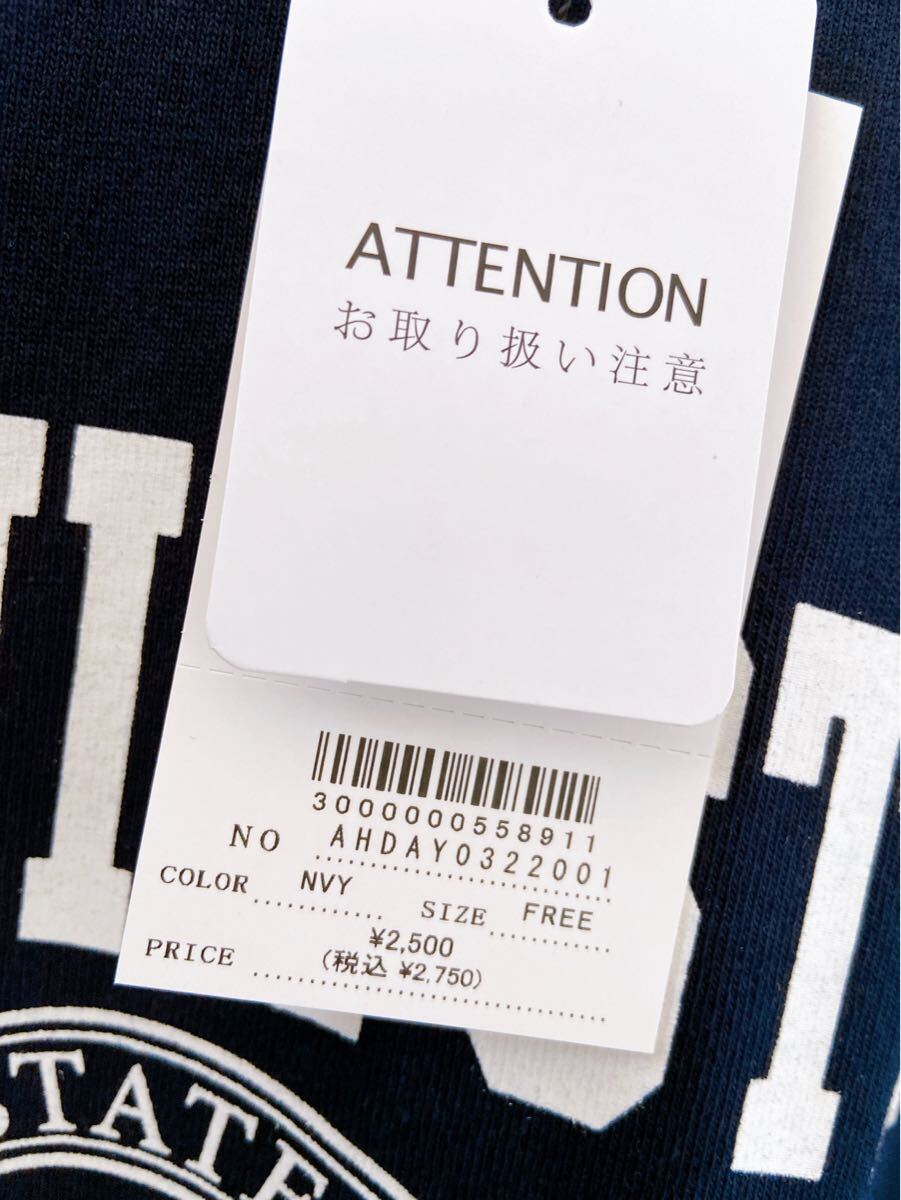 ATTENTION
お取り扱い注意
3000000558911
NO AHDAY0322001
COLOR NVY SIZE FREE
¥2,500
PRICE (税込 ¥2,750)
STATE